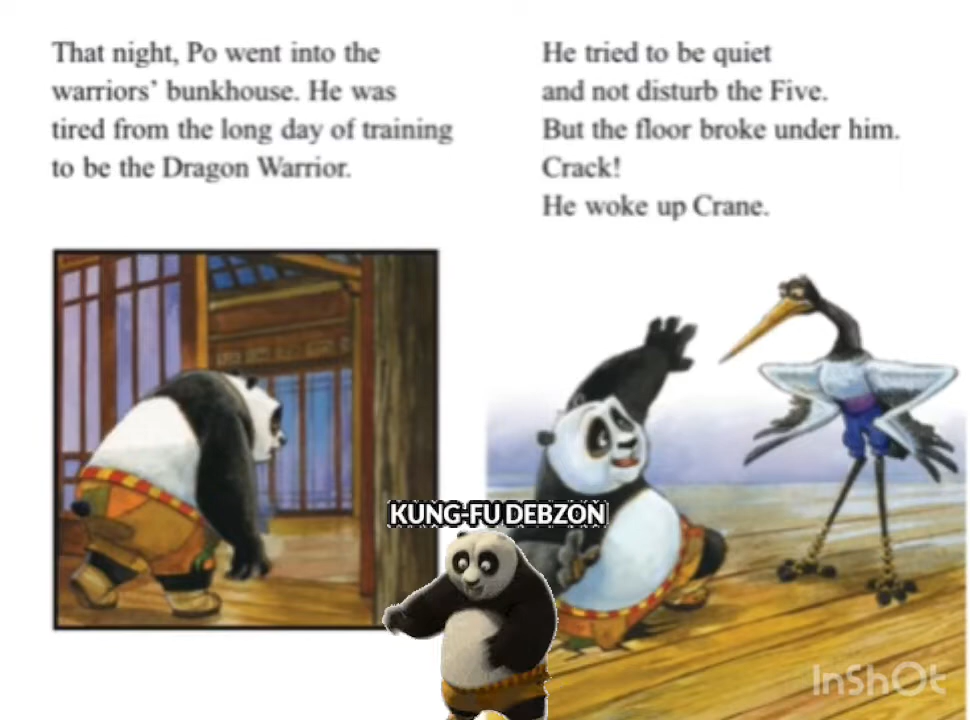 That night, Po went into the
warriors’ bunkhouse. He was
tired from the long day of training
to be the Dragon Warrior.
He tried to be quiet
and not disturb the Five.
But the floor broke under him.
Crack!
He woke up Crane.
KUNG-FU DEBZON
InShOt